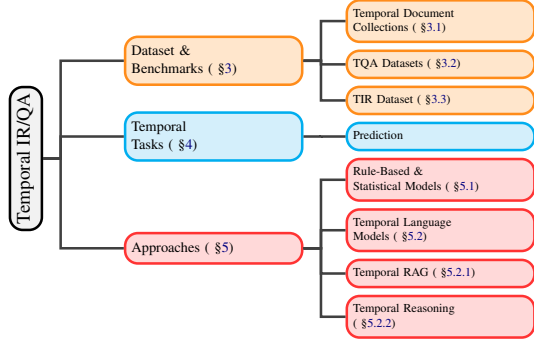 Temporal IR/QA
Dataset &
Benchmarks ( §3)
Temporal Document
Collections ( §3.1)
TQA Datasets ( §3.2)
TIR Dataset ( §3.3)
Temporal
Tasks ( §4)
Prediction
Approaches ( §5)
Rule-Based &
Statistical Models ( §5.1)
Temporal Language
Models ( §5.2)
Temporal RAG ( §5.2.1)
Temporal Reasoning
( §5.2.2)